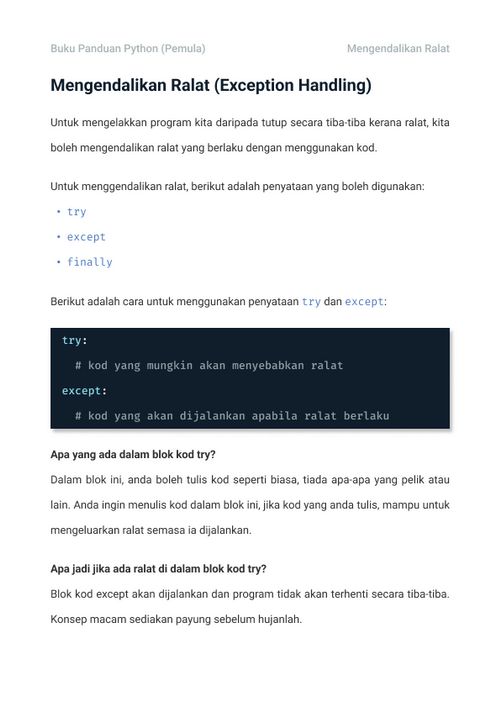 Buku Panduan Python (Pemula) Mengendalikan Ralat
Mengendalikan Ralat (Exception Handling)
Untuk mengelakkan program kita daripada tutup secara tiba-tiba kerana ralat, kita
boleh mengendalikan ralat yang berlaku dengan menggunakan kod.
Untuk menggendalikan ralat, berikut adalah penyataan yang boleh digunakan:
• try
• except
• finally
Berikut adalah cara untuk menggunakan penyataan try dan except:
try:
# kod yang mungkin akan menyebabkan ralat
except:
# kod yang akan dijalankan apabila ralat berlaku
Apa yang ada dalam blok kod try?
Dalam blok ini, anda boleh tulis kod seperti biasa, tiada apa-apa yang pelik atau
lain. Anda ingin menulis kod dalam blok ini, jika kod yang anda tulis, mampu untuk
mengeluarkan ralat semasa ia dijalankan.
Apa jadi jika ada ralat di dalam blok kod try?
Blok kod except akan dijalankan dan program tidak akan terhenti secara tiba-tiba.
Konsep macam sediakan payung sebelum hujanlah.